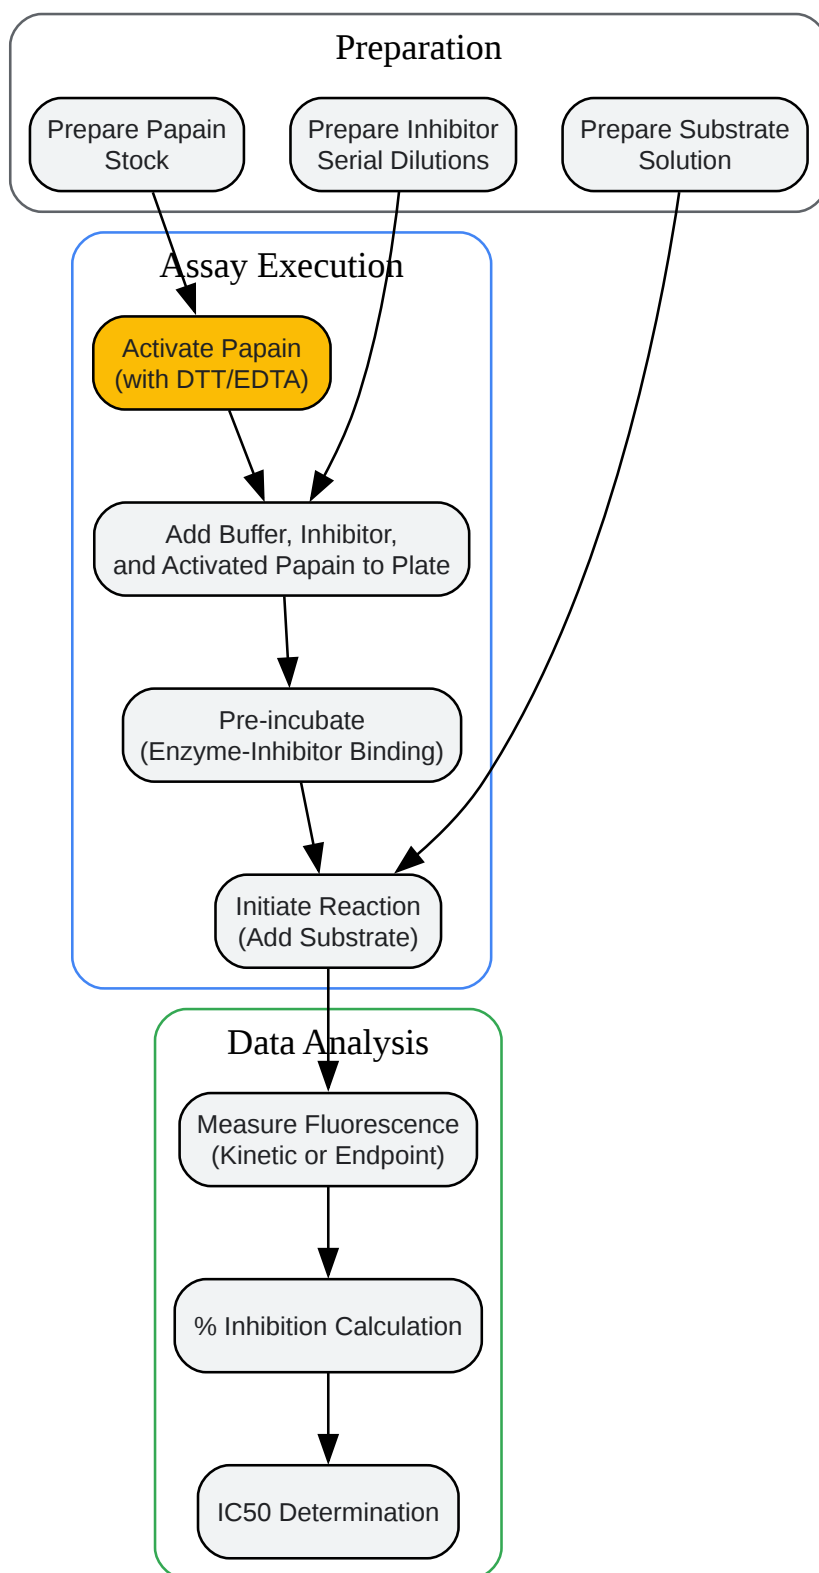 Preparation
Prepare Papain
Stock
Prepare Inhibitor
Serial Dilutions
Prepare Substrate
Solution
Assay Execution
Activate Papain
(with DTT/EDTA)
Add Buffer, Inhibitor,
and Activated Papain to Plate
Pre-incubate
(Enzyme-Inhibitor Binding)
Initiate Reaction
(Add Substrate)
Data Analysis
Measure Fluorescence
(Kinetic or Endpoint)
% Inhibition Calculation
IC50 Determination